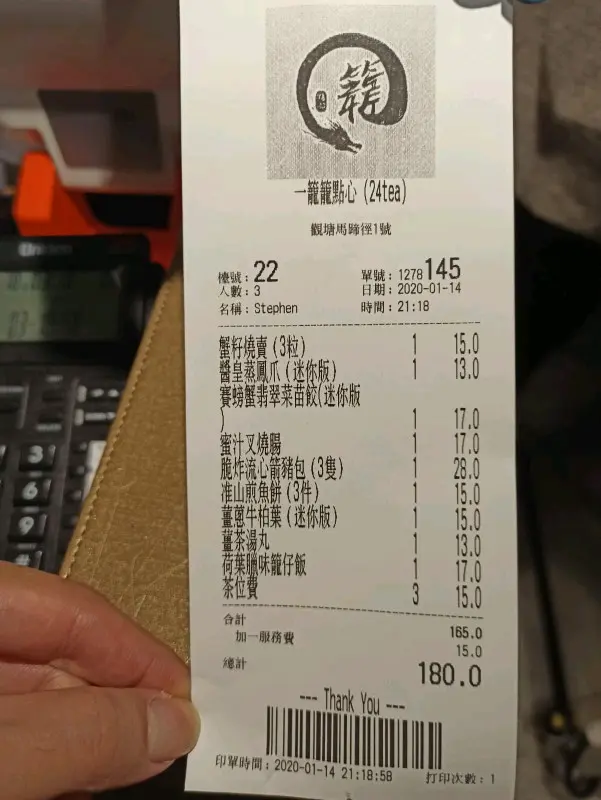 籠
一籠籠點心 (24tea)
觀塘馬蹄徑1號
檯號：22 單號：1278145
人數：3 日期：2020-01-14
名稱：Stephen 時間：21:18
蟹籽燒賣(3粒) 1 15.0
醬皇蒸鳳爪(迷你版) 1 13.0
賽螃蟹翡翠菜苗餃(迷你版
) 1 17.0
蜜汁叉燒腸 1 17.0
脆炸流心箭豬包(3隻) 1 28.0
准山煎魚餅(3件) 1 15.0
薑蔥牛柏葉(迷你版) 1 15.0
薑茶湯丸 1 13.0
荷葉臘味籠仔飯 1 17.0
茶位費 3 15.0
合計 165.0
加一服務費 15.0
總計 180.0
--- Thank You ---
印單時間：2020-01-14 21:18:58 打印次數：1
3
6
9